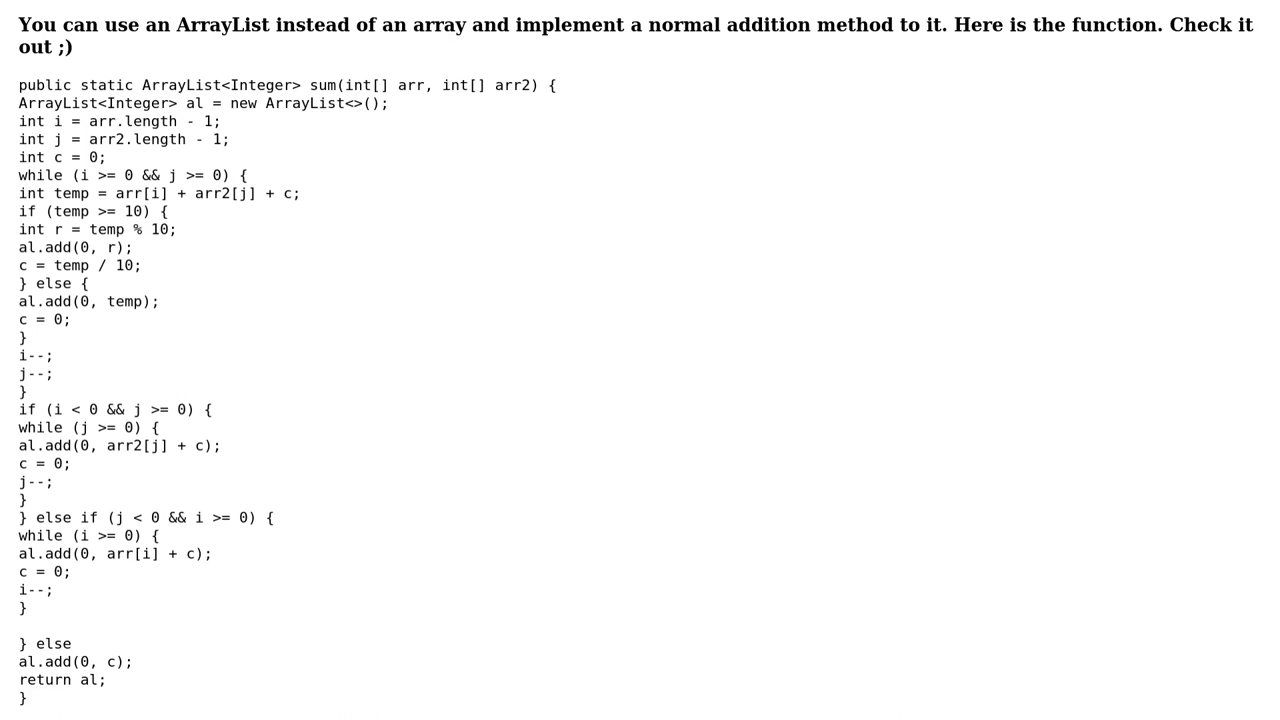 You can use an ArrayList instead of an array and implement a normal addition method to it. Here is the function. Check it
out ;)
public static ArrayList<Integer> sum(int[] arr, int[] arr2) {
ArrayList<Integer> al = new ArrayList<>();
int i = arr.length - 1;
int j = arr2.length - 1;
int c = 0;
while (i >= 0 && j >= 0) {
int temp = arr[i] + arr2[j] + c;
if (temp >= 10) {
int r = temp % 10;
al.add(0, r);
c = temp / 10;
} else {
al.add(0, temp);
c = 0;
}
i--;
j--;
}
if (i < 0 && j >= 0) {
while (j >= 0) {
al.add(0, arr2[j] + c);
c = 0;
j--;
}
} else if (j < 0 && i >= 0) {
while (i >= 0) {
al.add(0, arr[i] + c);
c = 0;
i--;
}
} else
al.add(0, c);
return al;
}